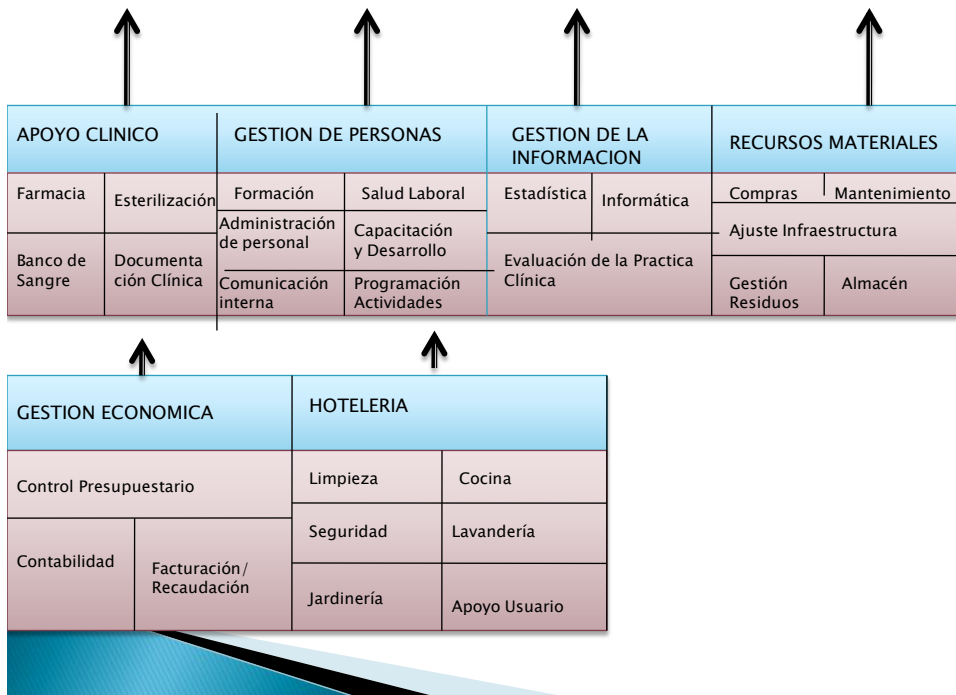 APOYO CLINICO
GESTION DE PERSONAS
GESTION DE LA
INFORMACION
RECURSOS MATERIALES
Farmacia
Esterilización
Banco de
Sangre
Documenta
ción Clínica
Formación
Salud Laboral
Administración
de personal
Capacitación
y Desarrollo
Comunicación
interna
Programación
Actividades
Estadística
Informática
Evaluación de la Practica
Clínica
Compras
Mantenimiento
Ajuste Infraestructura
Gestión
Residuos
Almacén
GESTION ECONOMICA
HOTELERIA
Control Presupuestario
Contabilidad
Facturación/
Recaudación
Limpieza
Cocina
Seguridad
Lavandería
Jardinería
Apoyo Usuario